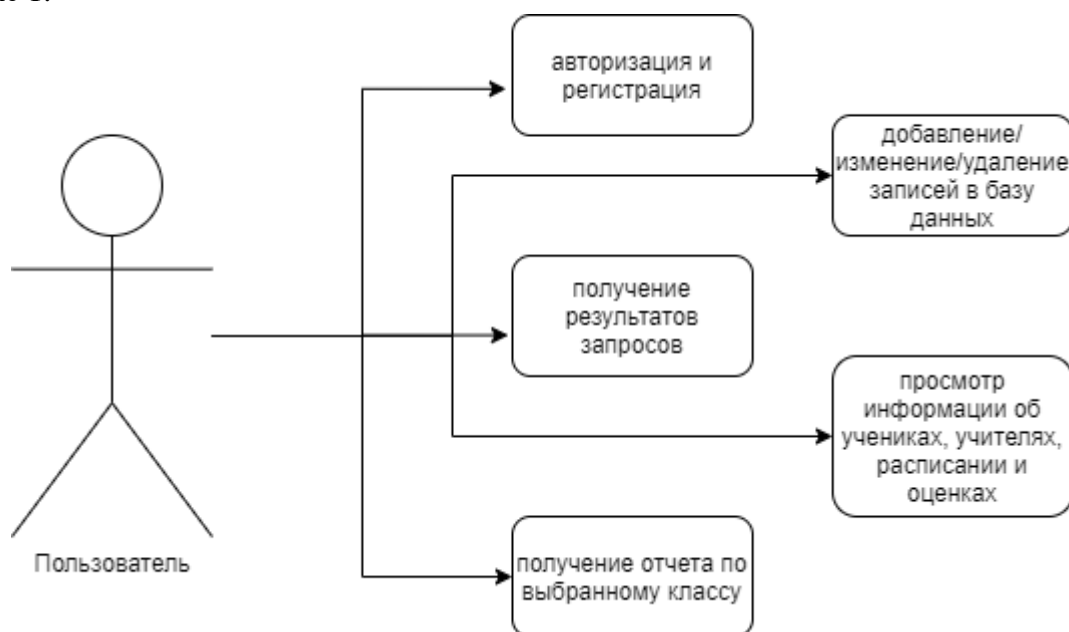 авторизация и
регистрация
добавление/
изменение/удаление
записей в базу
данных
получение
результатов
запросов
просмотр
информации об
учениках, учителях,
расписании и
оценках
получение отчета по
выбранному классу
Пользователь